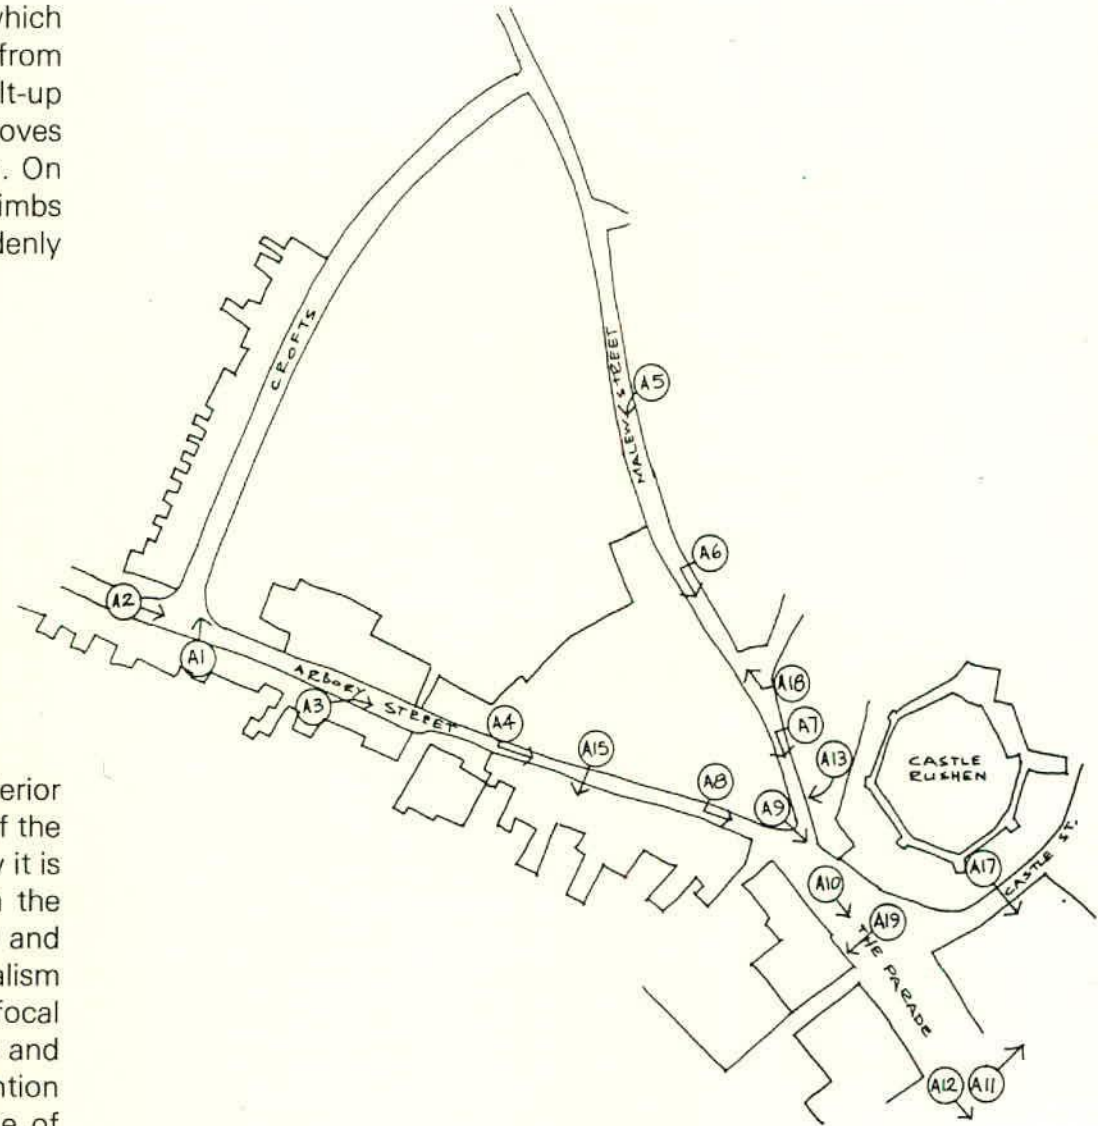 which
from
lt-up
oves
. On
imbs
denly
erior
f the
y it is
the
and
alism
focal
and
ntion
e of
CROFTS
MALEW STREET
A5
A6
A2
A1
ARBORY STREET
A3
A4
A15
A18
A7
A13
A8
A9
CASTLE
RUSHEN
A17
CASTLE ST.
A10
A19
THE PARADE
A12
A11